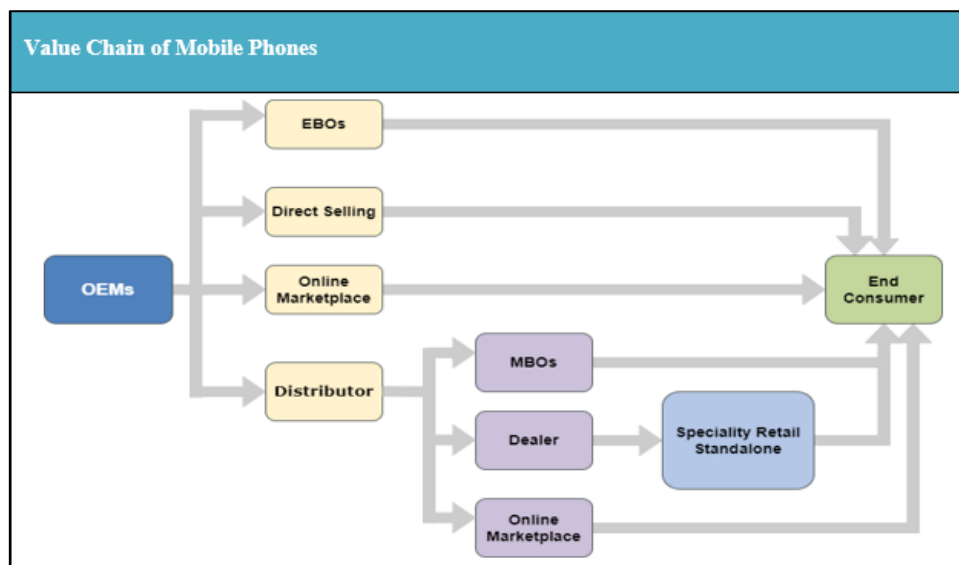 Value Chain of Mobile Phones
EBOs
Direct Selling
OEMs
Online
Marketplace
End
Consumer
Distributor
MBOs
Dealer
Speciality Retail
Standalone
Online
Marketplace